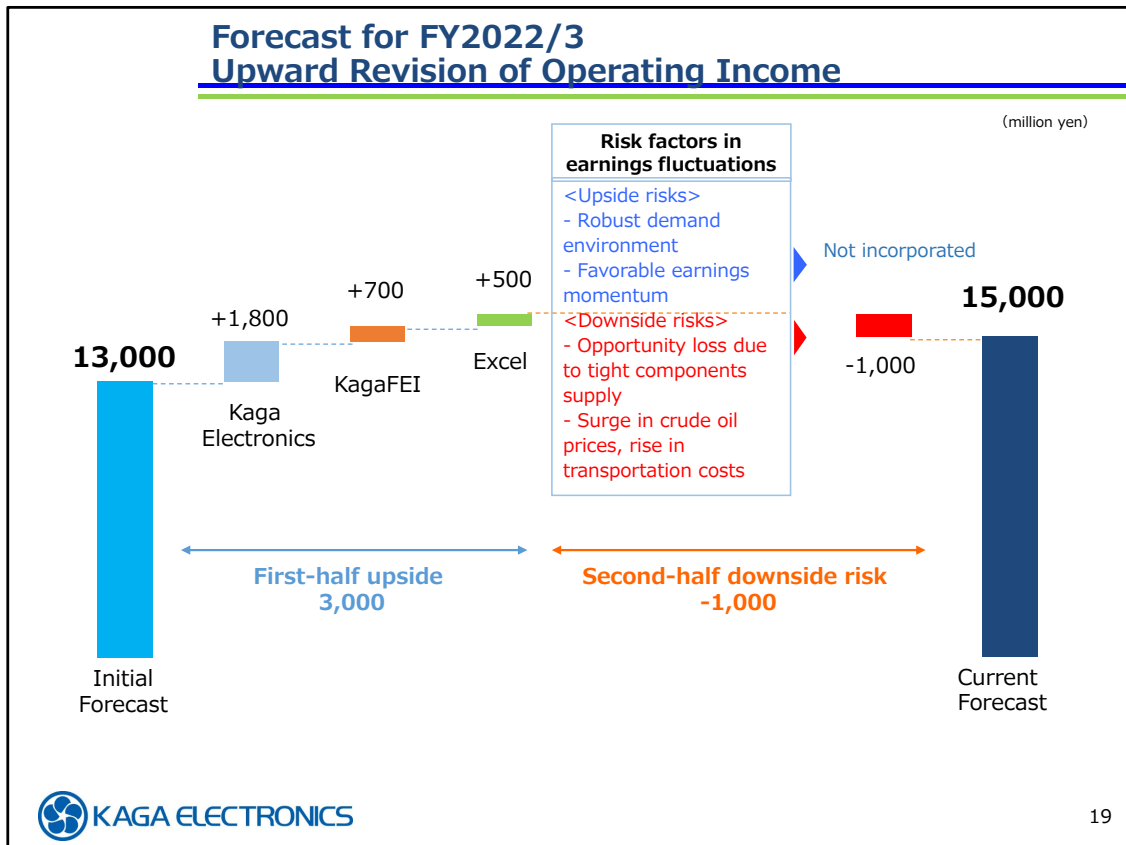 Forecast for FY2022/3
Upward Revision of Operating Income
(million yen)
13,000
Initial
Forecast
+1,800
Kaga
Electronics
+700
KagaFEI
+500
Excel
Risk factors in
earnings fluctuations
<Upside risks>
- Robust demand
environment
- Favorable earnings
momentum
<Downside risks>
- Opportunity loss due
to tight components
supply
- Surge in crude oil
prices, rise in
transportation costs
Not incorporated
-1,000
15,000
Current
Forecast
First-half upside
3,000
Second-half downside risk
-1,000
KAGA ELECTRONICS
19